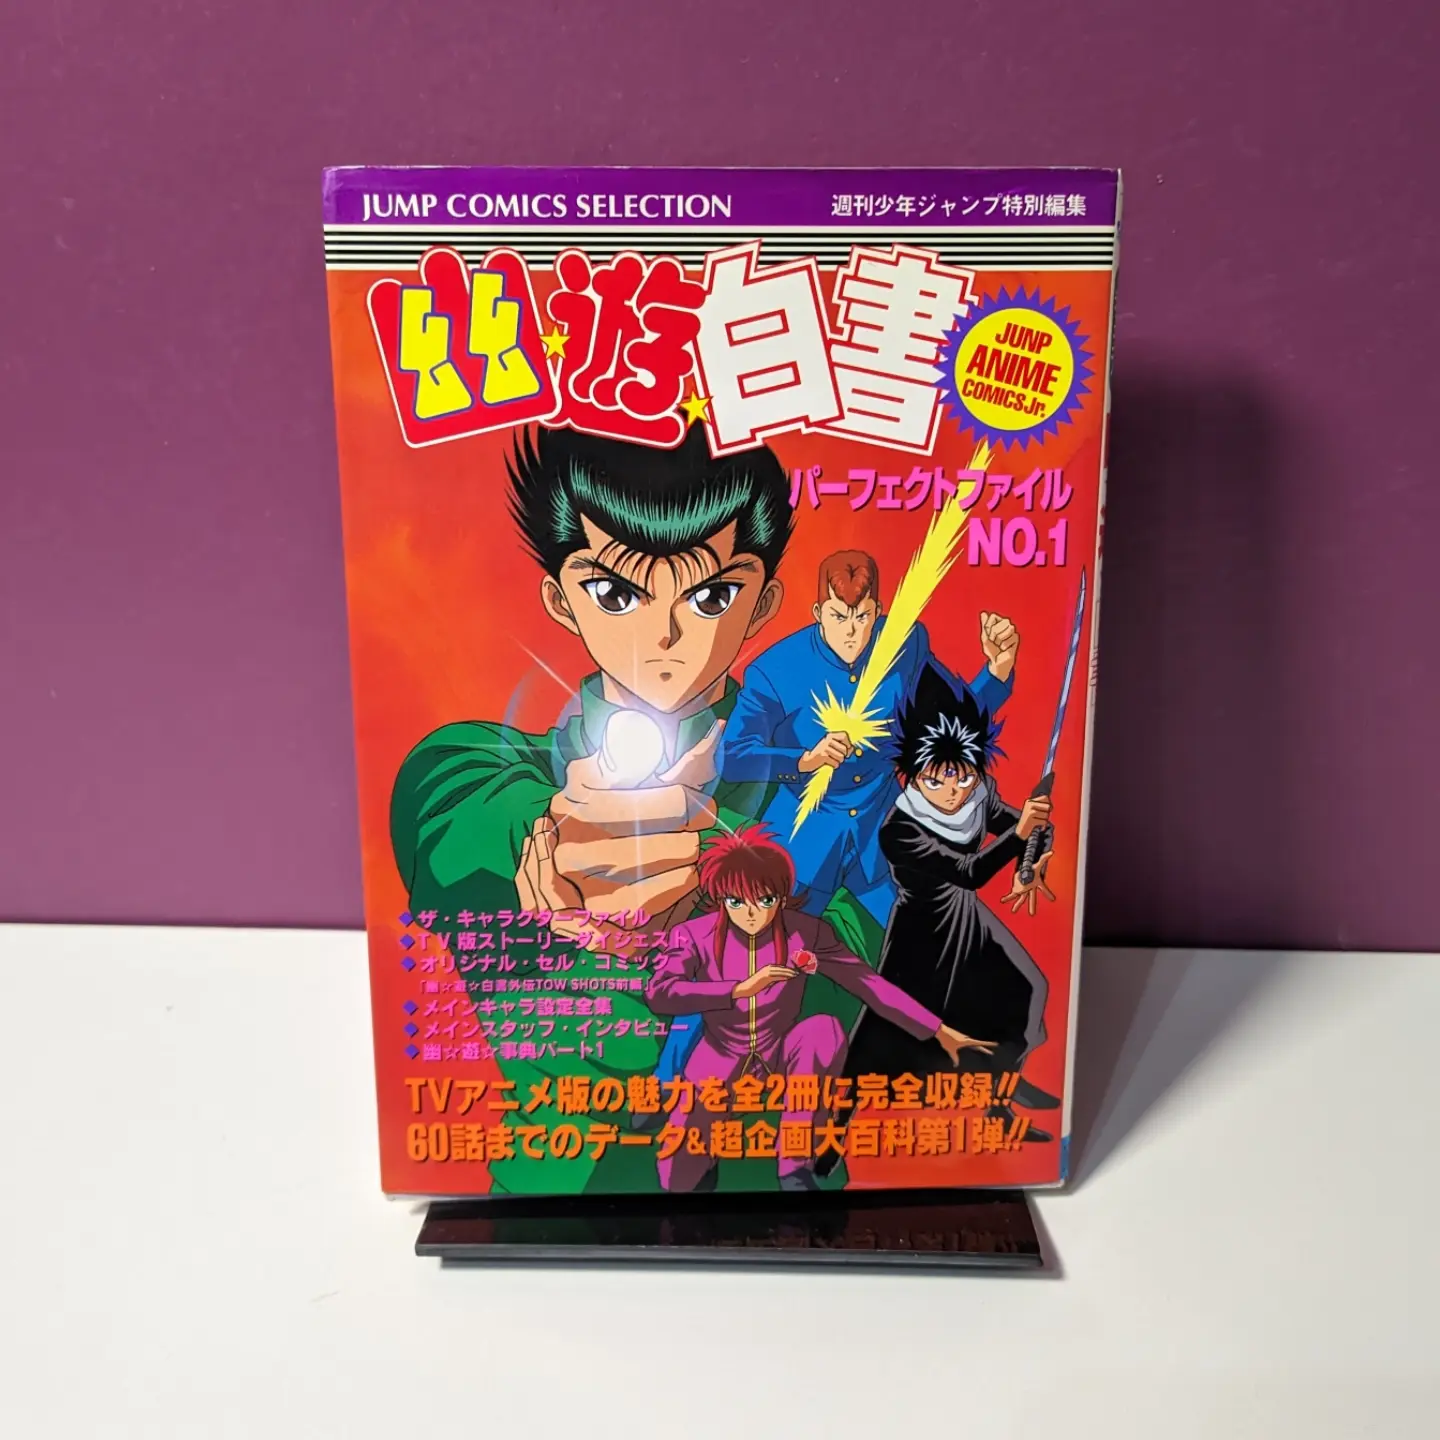 JUMP COMICS SELECTION
週刊少年ジャンプ特別編集
幽★遊★白書
JUNP
ANIME
COMICS Jr.
パーフェクトファイル
NO.1
◆ザ・キャラクターファイル
◆TV版ストーリーダイジェスト
◆オリジナル・セル・コミック
「幽☆遊☆白書外伝TOW SHOTS前編」
◆メインキャラ設定全集
◆メインスタッフ・インタビュー
◆幽☆遊☆事典パート1
TVアニメ版の魅力を全2冊に完全収録!!
60話までのデータ&超企画大百科第1弾!!